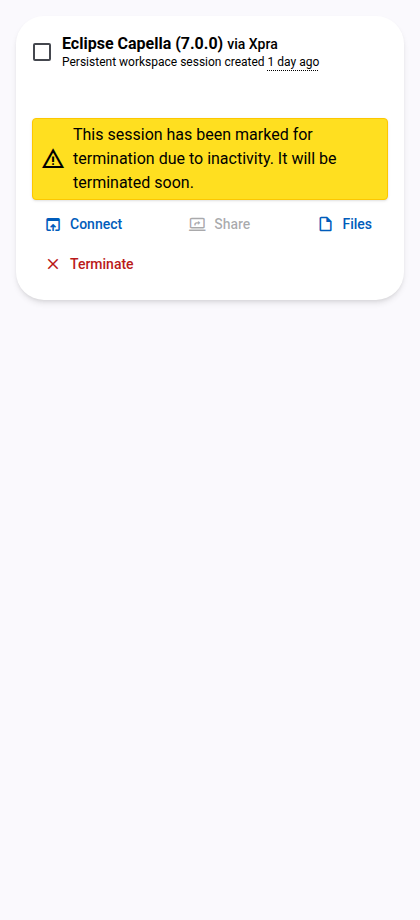 Eclipse Capella (7.0.0) via Xpra
Persistent workspace session created 1 day ago
This session has been marked for
termination due to inactivity. It will be
terminated soon.
Connect
Share
Files
Terminate